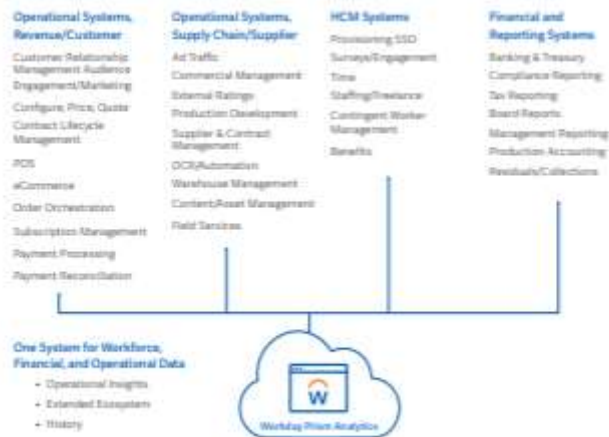 Operational Systems,
Revenue/Customer
Customer Relationship
Management Audience
Engagement/Marketing
Configure, Price, Quote
Contract Lifecycle
Management
POS
eCommerce
Order Orchestration
Subscription Management
Payment Processing
Payment Reconciliation
Operational Systems,
Supply Chain/Supplier
Ad Traffic
Commercial Management
External Ratings
Production Development
Supplier & Contract
Management
OCR/Automation
Warehouse Management
Content/Asset Management
Field Services
HCM Systems
Provisioning SSO
Surveys/Engagement
Time
Staffing/Freelance
Contingent Worker
Management
Benefits
Financial and
Reporting Systems
Banking & Treasury
Compliance Reporting
Tax Reporting
Board Reports
Management Reporting
Production Accounting
Residuals/Collections
One System for Workforce,
Financial, and Operational Data
• Operational Insights
• Extended Ecosystem
• History
W
Workday Prism Analytics